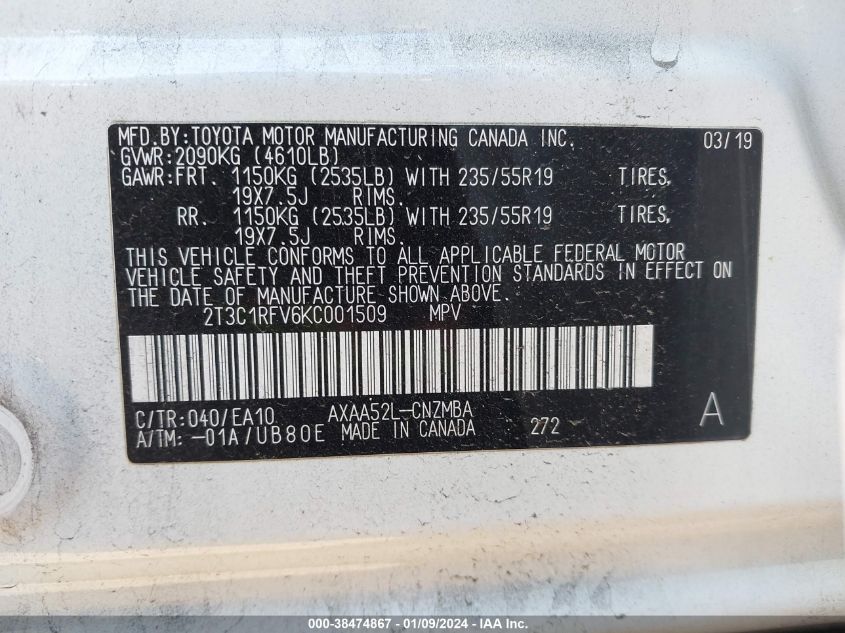 MFD.BY:TOYOTA MOTOR MANUFACTURING CANADA INC. 03/19
GVWR:2090KG (4610LB)
GAWR:FRT. 1150KG (2535LB) WITH 235/55R19 TIRES,
19X7.5J RIMS.
RR. 1150KG (2535LB) WITH 235/55R19 TIRES,
19X7.5J RIMS.
THIS VEHICLE CONFORMS TO ALL APPLICABLE FEDERAL MOTOR
VEHICLE SAFETY AND THEFT PREVENTION STANDARDS IN EFFECT ON
THE DATE OF MANUFACTURE SHOWN ABOVE.
2T3C1RFV6KC001509 MPV
C/TR:040/EA10 AXAA52L-CNZMBA A
A/TM:-01A/UB80E MADE IN CANADA 272
000-38474867 - 01/09/2024 - IAA Inc.